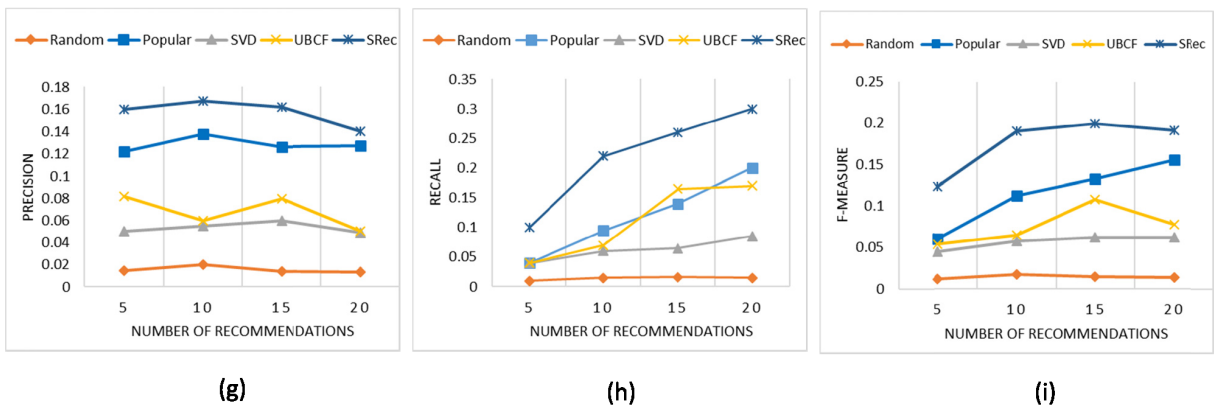 Random Popular SVD UBCF SRec
0.18
0.16
0.14
0.12
0.1
0.08
0.06
0.04
0.02
0
PRECISION
5 10 15 20
NUMBER OF RECOMMENDATIONS
(g)
Random Popular SVD UBCF SRec
0.35
0.3
0.25
0.2
0.15
0.1
0.05
0
RECALL
5 10 15 20
NUMBER OF RECOMMENDATIONS
(h)
Random Popular SVD UBCF SRec
0.25
0.2
0.15
0.1
0.05
0
F-MEASURE
5 10 15 20
NUMBER OF RECOMMENDATIONS
(i)